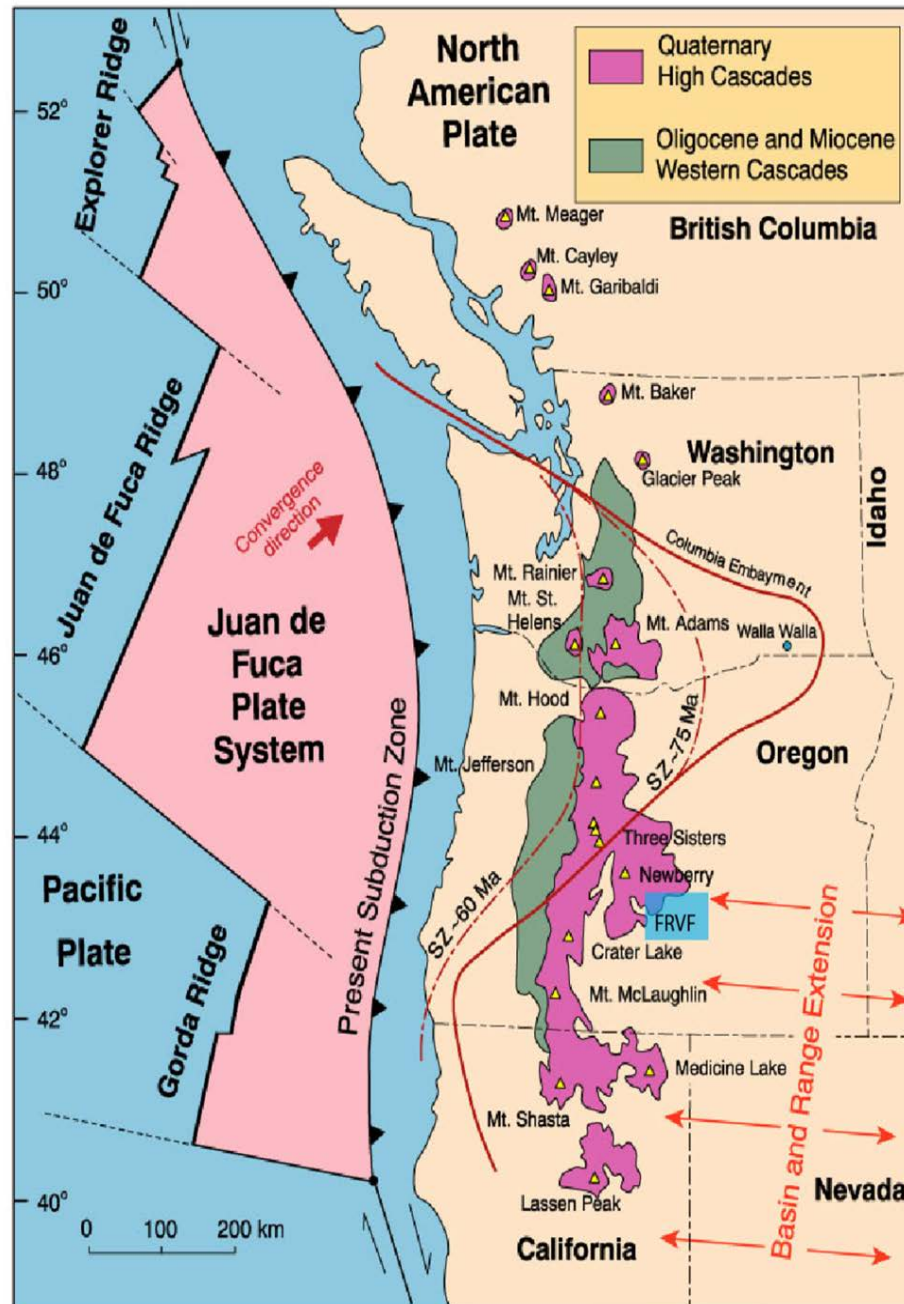 North
American
Plate
Quaternary
High Cascades
Oligocene and Miocene
Western Cascades
Explorer Ridge
52°
50°
48°
46°
44°
42°
40°
Mt. Meager
British Columbia
Mt. Cayley
Mt. Garibaldi
Mt. Baker
Washington
Glacier Peak
Idaho
Juan de Fuca Ridge
Convergence
direction
Columbia Embayment
Mt. Rainier
Mt. St.
Helens
Mt. Adams
Walla Walla
Juan de
Fuca
Plate
System
Present Subduction Zone
Mt. Hood
SZ ~75 Ma
Oregon
Mt. Jefferson
Three Sisters
Newberry
SZ ~60 Ma
FRVF
Pacific
Plate
Crater Lake
Mt. McLaughlin
Gorda Ridge
Basin and Range Extension
Medicine Lake
Mt. Shasta
Lassen Peak
Nevada
California
0 100 200 km